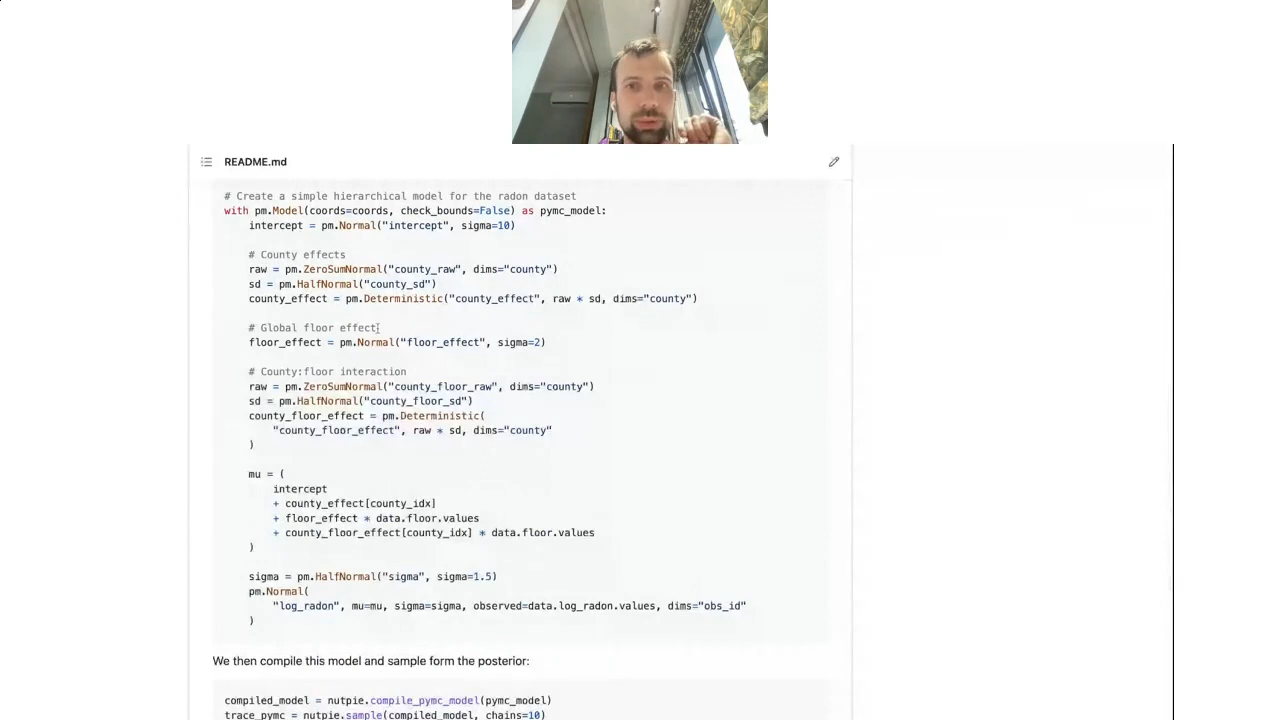 README.md
# Create a simple hierarchical model for the radon dataset
with pm.Model(coords=coords, check_bounds=False) as pymc_model:
intercept = pm.Normal("intercept", sigma=10)
# County effects
raw = pm.ZeroSumNormal("county_raw", dims="county")
sd = pm.HalfNormal("county_sd")
county_effect = pm.Deterministic("county_effect", raw * sd, dims="county")
# Global floor effect
floor_effect = pm.Normal("floor_effect", sigma=2)
# County:floor interaction
raw = pm.ZeroSumNormal("county_floor_raw", dims="county")
sd = pm.HalfNormal("county_floor_sd")
county_floor_effect = pm.Deterministic(
"county_floor_effect", raw * sd, dims="county"
)
mu = (
intercept
+ county_effect[county_idx]
+ floor_effect * data.floor.values
+ county_floor_effect[county_idx] * data.floor.values
)
sigma = pm.HalfNormal("sigma", sigma=1.5)
pm.Normal(
"log_radon", mu=mu, sigma=sigma, observed=data.log_radon.values, dims="obs_id"
)
We then compile this model and sample form the posterior:
compiled_model = nutpie.compile_pymc_model(pymc_model)
trace_pymc = nutpie.sample(compiled_model, chains=10)